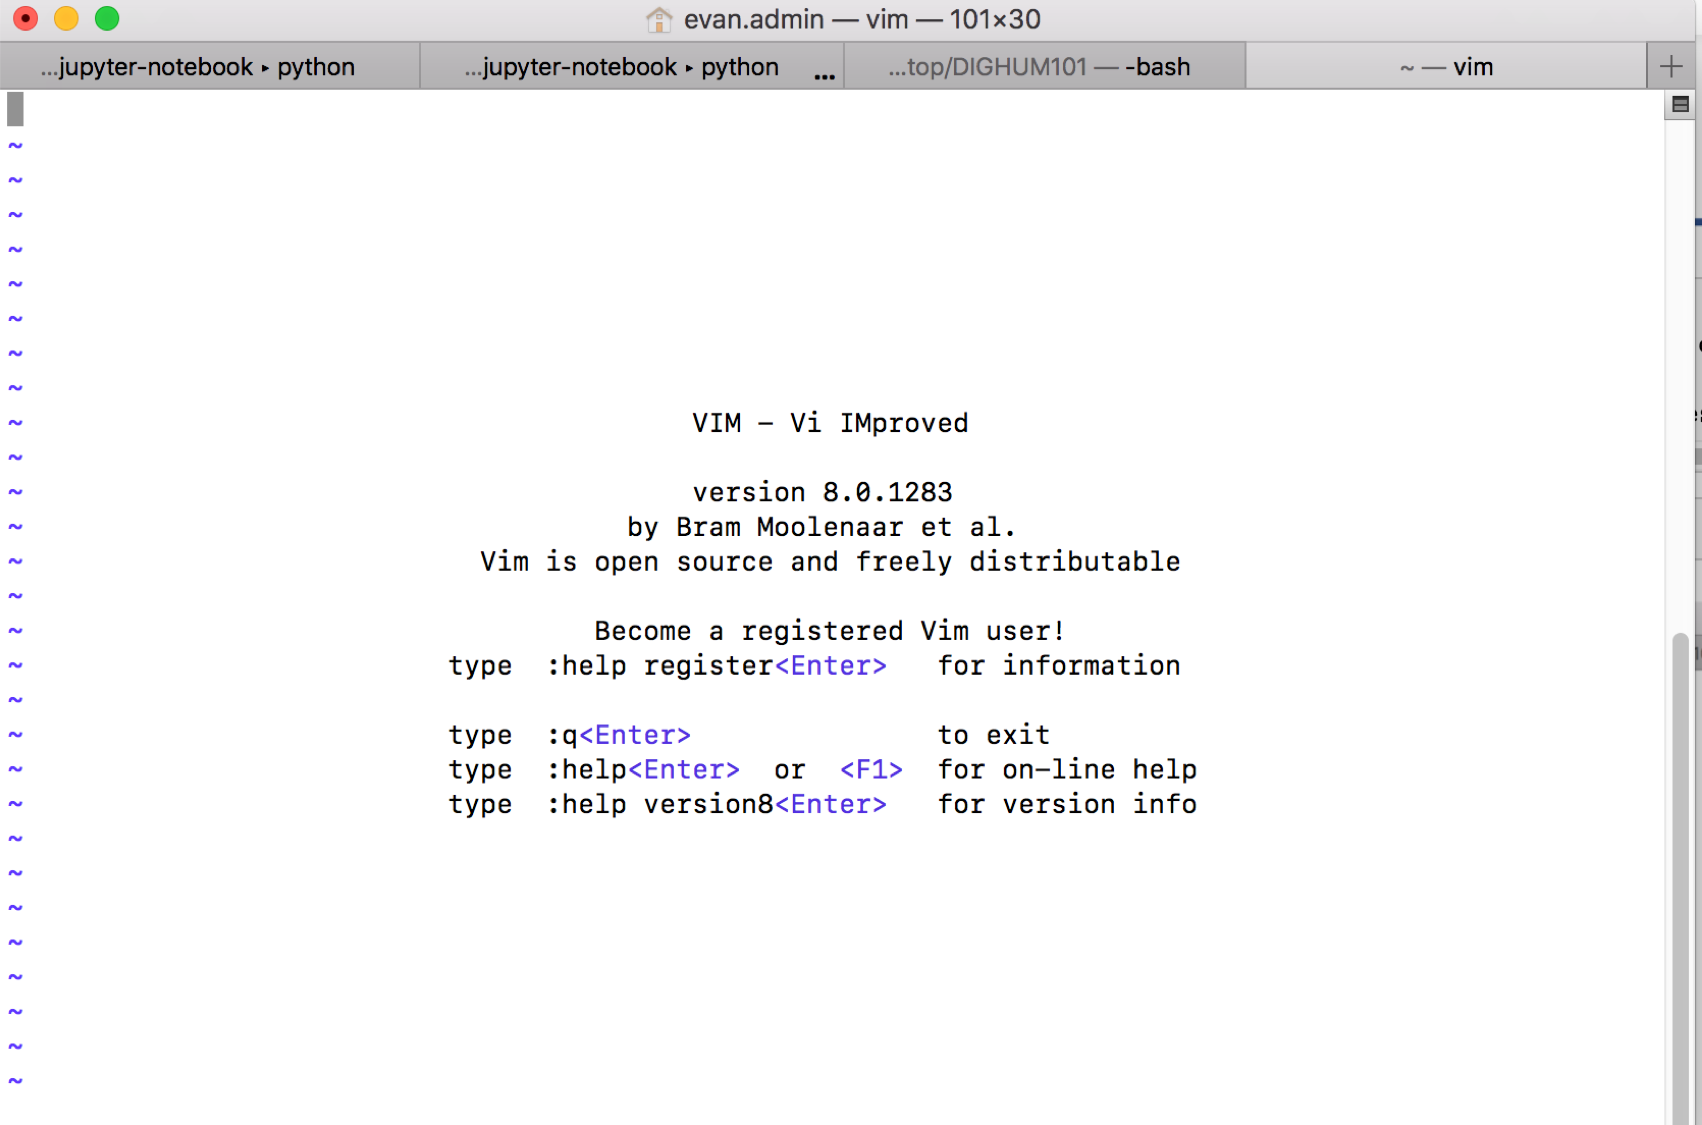 evan.admin — vim — 101×30
...jupyter-notebook ▸ python
...jupyter-notebook ▸ python ...
...top/DIGHUM101 — -bash
~ — vim
+
~
~
~
~
~
~
~
~
~ VIM - Vi IMproved
~
~ version 8.0.1283
~ by Bram Moolenaar et al.
~ Vim is open source and freely distributable
~
~ Become a registered Vim user!
~ type :help register<Enter> for information
~
~ type :q<Enter> to exit
~ type :help<Enter> or <F1> for on-line help
~ type :help version8<Enter> for version info
~
~
~
~
~
~
~
~